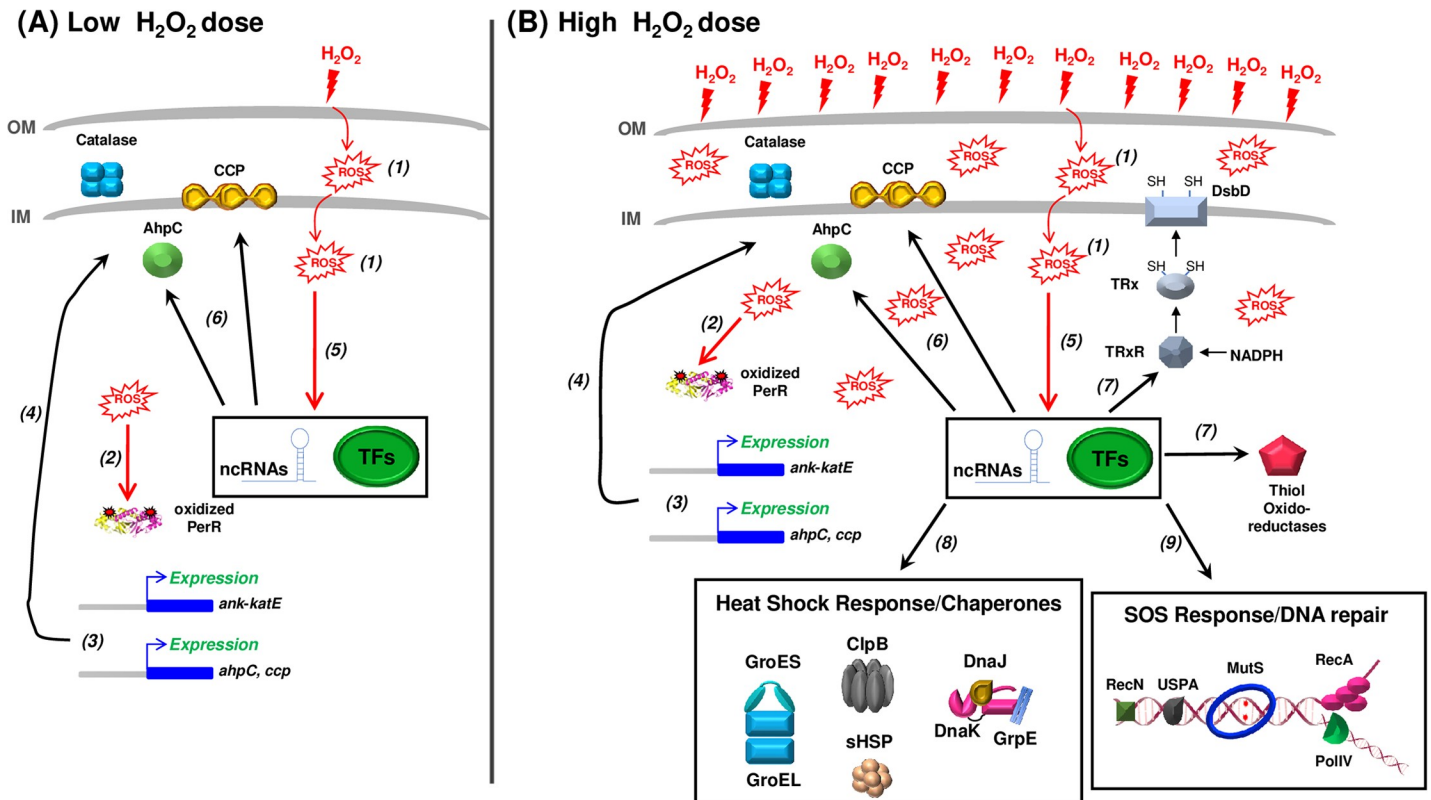 (A) Low H₂O₂ dose
H₂O₂
OM
Catalase
CCP
ROS
(1)
IM
AhpC
ROS
(1)
(6)
(5)
(4)
ROS
(2)
ncRNAs
TFs
oxidized
PerR
Expression
ank-katE
(3)
Expression
ahpC, ccp
(B) High H₂O₂ dose
H₂O₂ H₂O₂ H₂O₂ H₂O₂ H₂O₂ H₂O₂ H₂O₂ H₂O₂ H₂O₂ H₂O₂ H₂O₂
OM
ROS
Catalase
CCP
ROS
ROS
(1)
ROS
SH SH
DsbD
IM
AhpC
ROS
ROS
(1)
SH SH
TRx
ROS
(2)
ROS
(6)
(5)
ROS
TRxR
NADPH
(4)
oxidized
PerR
ROS
(7)
Expression
ank-katE
(3)
Expression
ahpC, ccp
ncRNAs
TFs
(7)
Thiol
Oxido-
reductases
(8)
(9)
Heat Shock Response/Chaperones
GroES
GroEL
ClpB
sHSP
DnaJ
DnaK
GrpE
SOS Response/DNA repair
RecN
USPA
MutS
RecA
PolIV